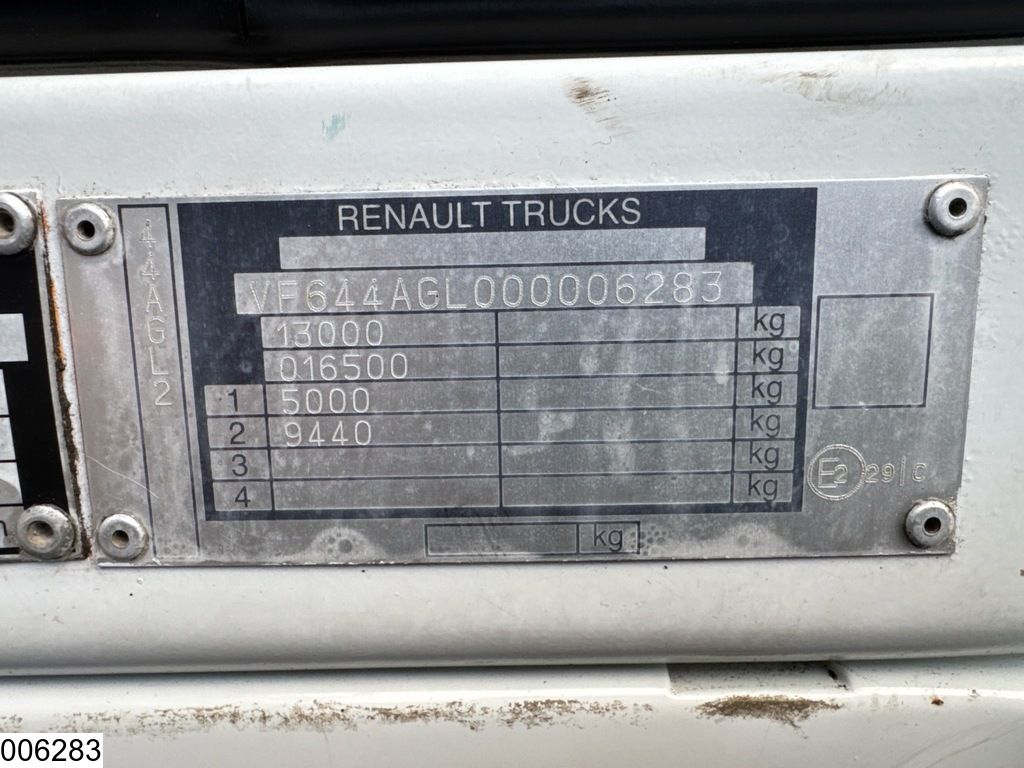 44AGL2
RENAULT TRUCKS
VF644AGL000006283
13000 kg
016500 kg
1 5000 kg
2 9440 kg
3 kg
4 kg
E2 29|C
kg
006283